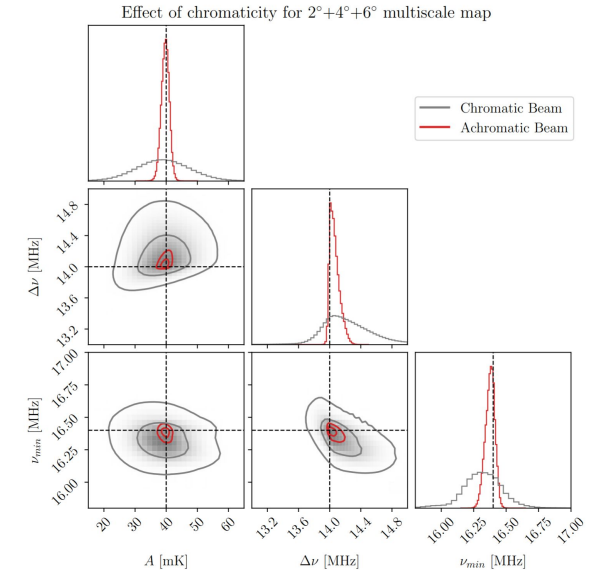 Effect of chromaticity for 2°+4°+6° multiscale map
Chromatic Beam
Achromatic Beam
Δν [MHz]
14.8
14.4
14.0
13.6
13.2
ν_min [MHz]
17.00
16.75
16.50
16.25
16.00
20 30 40 50 60
13.2 14.0 14.4 14.8
16.00 16.25 16.50 16.75 17.00
A [mK]
Δν [MHz]
ν_min [MHz]